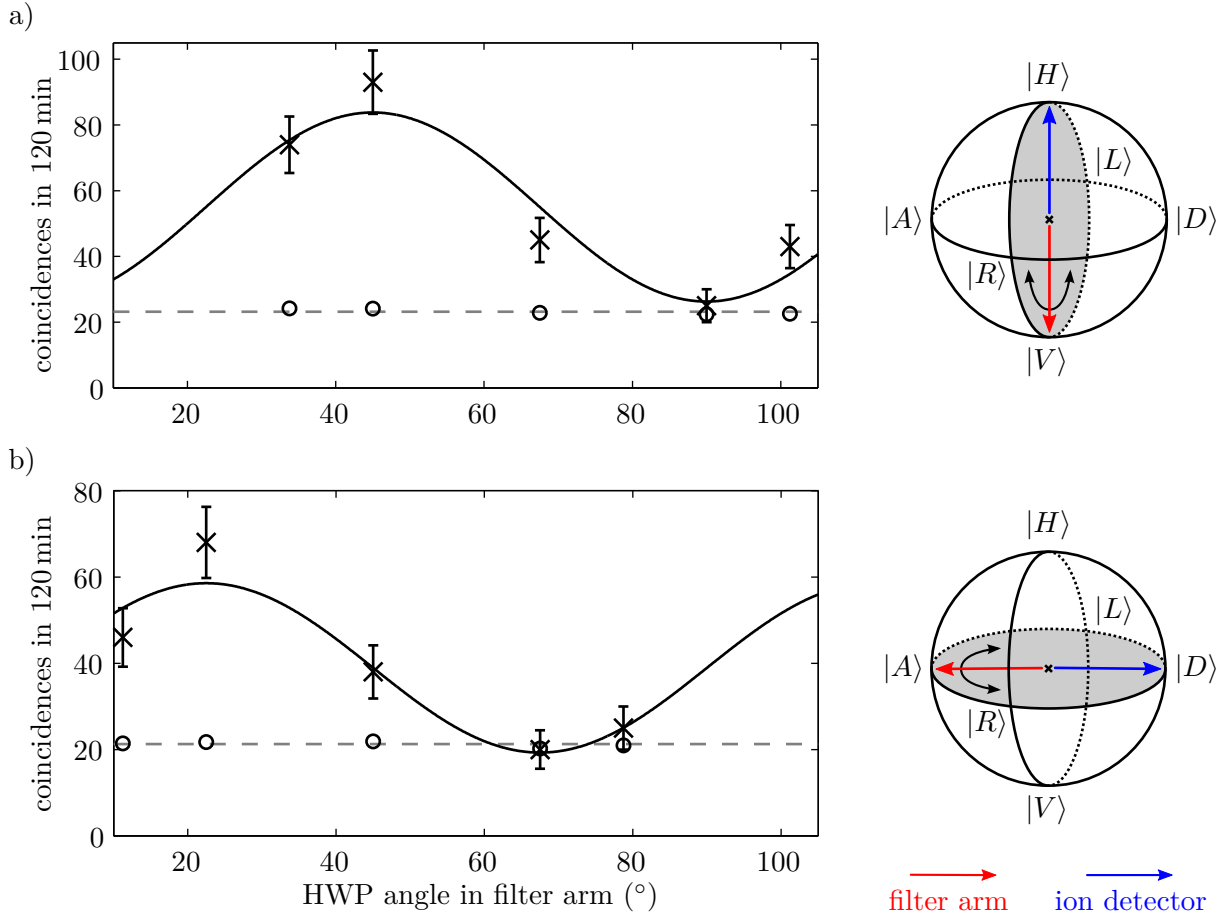 a)
coincidences in 120 min
100
80
60
40
20
0
20
40
60
80
100
|H⟩
|L⟩
|A⟩
|D⟩
|R⟩
|V⟩
b)
coincidences in 120 min
80
60
40
20
0
20
40
60
80
100
HWP angle in filter arm (°)
|H⟩
|L⟩
|A⟩
|D⟩
|R⟩
|V⟩
filter arm
ion detector